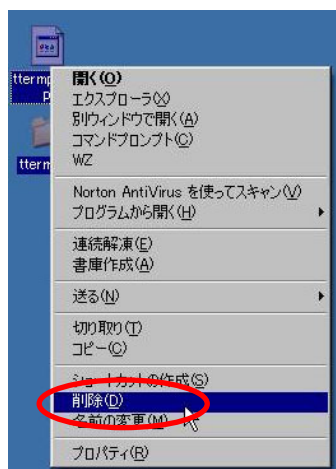 ttermp
p
ttern
開く(O)
エクスプローラ(X)
別ウィンドウで開く(A)
コマンドプロンプト(C)
WZ
Norton AntiVirus を使ってスキャン(V)
プログラムから開く(H)
連続解凍(E)
書庫作成(A)
送る(N)
切り取り(T)
コピー(C)
ショートカットの作成(S)
削除(D)
名前の変更(M)
プロパティ(R)